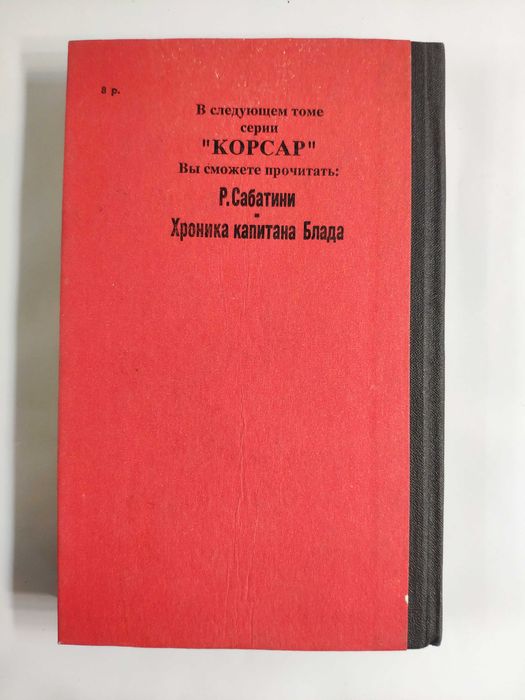 8 р.
В следующем томе
серии
"КОРСАР"
Вы сможете прочитать:
Р.Сабатини
-
Хроника капитана Блада